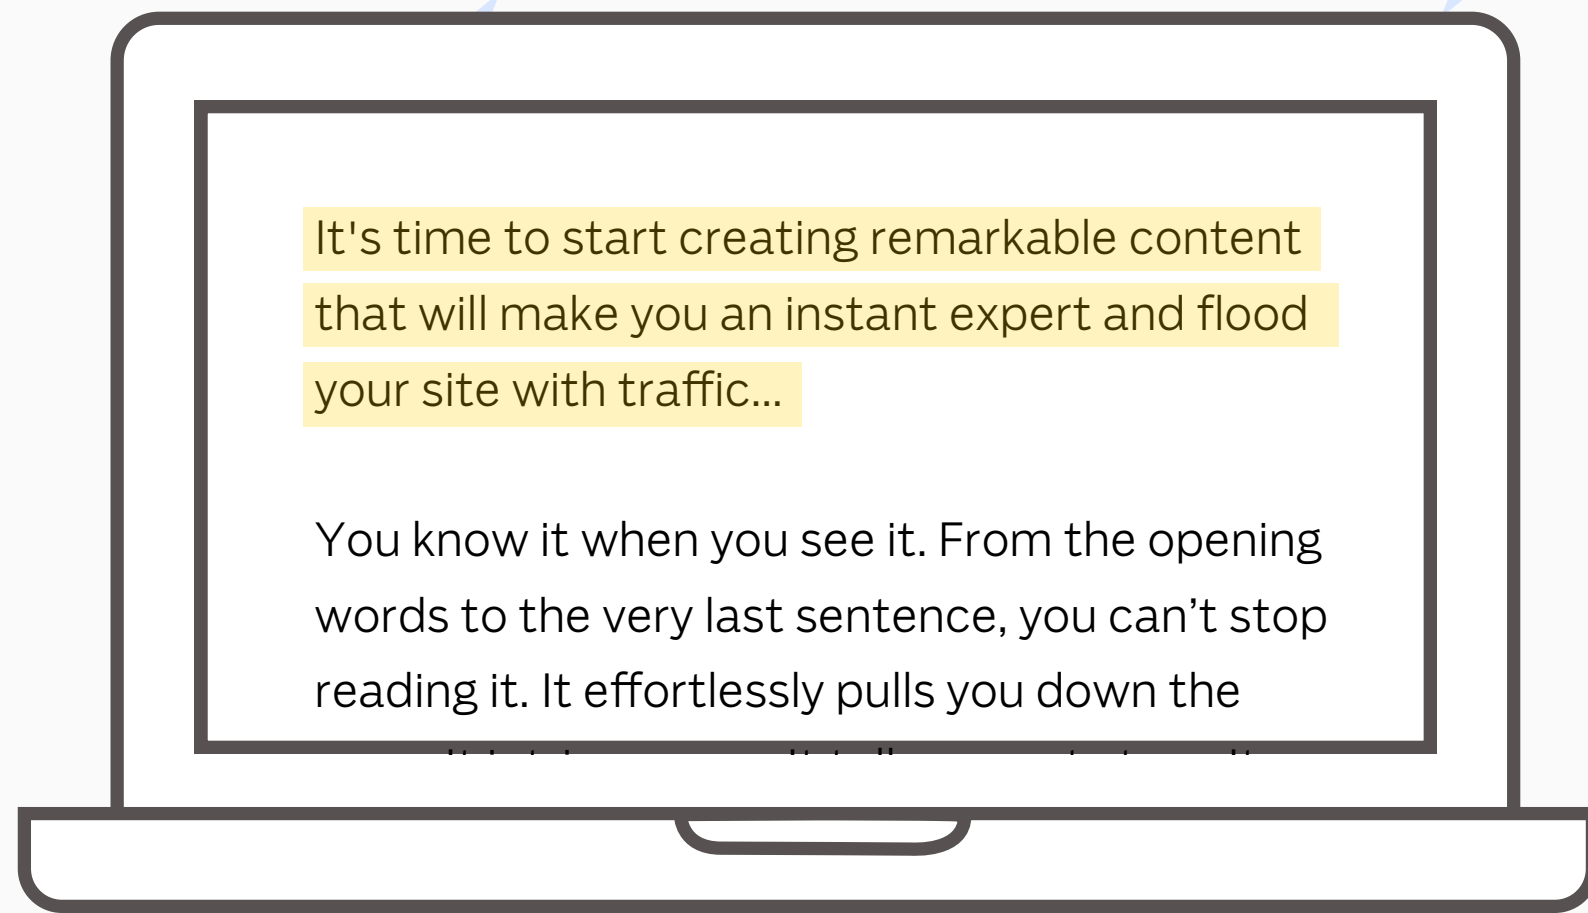 It's time to start creating remarkable content
that will make you an instant expert and flood
your site with traffic...
You know it when you see it. From the opening
words to the very last sentence, you can’t stop
reading it. It effortlessly pulls you down the